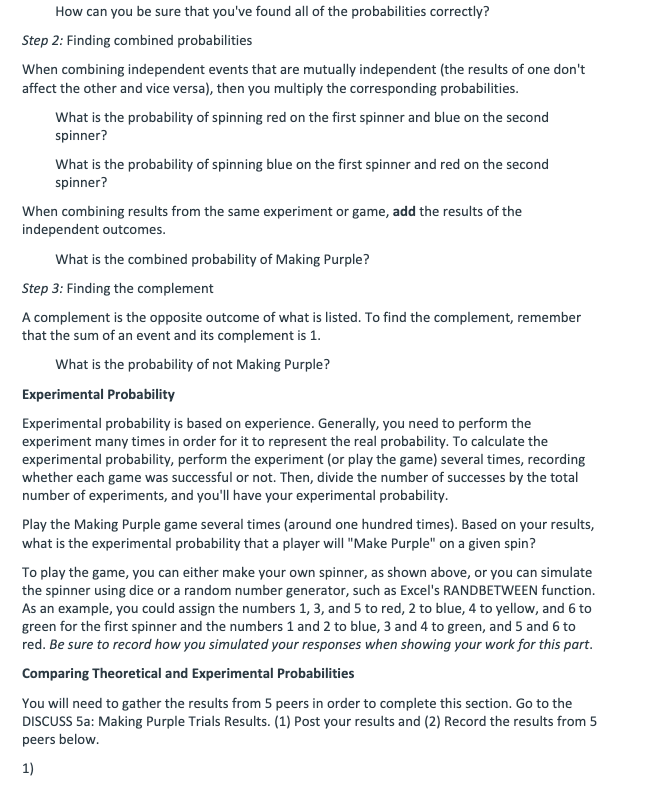 How can you be sure that you've found all of the probabilities correctly?
Step 2: Finding combined probabilities
When combining independent events that are mutually independent (the results of one don't
affect the other and vice versa), then you multiply the corresponding probabilities.
What is the probability of spinning red on the first spinner and blue on the second
spinner?
What is the probability of spinning blue on the first spinner and red on the second
spinner?
When combining results from the same experiment or game, add the results of the
independent outcomes.
What is the combined probability of Making Purple?
Step 3: Finding the complement
A complement is the opposite outcome of what is listed. To find the complement, remember
that the sum of an event and its complement is 1.
What is the probability of not Making Purple?
Experimental Probability
Experimental probability is based on experience. Generally, you need to perform the
experiment many times in order for it to represent the real probability. To calculate the
experimental probability, perform the experiment (or play the game) several times, recording
whether each game was successful or not. Then, divide the number of successes by the total
number of experiments, and you'll have your experimental probability.
Play the Making Purple game several times (around one hundred times). Based on your results,
what is the experimental probability that a player will "Make Purple" on a given spin?
To play the game, you can either make your own spinner, as shown above, or you can simulate
the spinner using dice or a random number generator, such as Excel's RANDBETWEEN function.
As an example, you could assign the numbers 1, 3, and 5 to red, 2 to blue, 4 to yellow, and 6 to
green for the first spinner and the numbers 1 and 2 to blue, 3 and 4 to green, and 5 and 6 to
red. Be sure to record how you simulated your responses when showing your work for this part.
Comparing Theoretical and Experimental Probabilities
You will need to gather the results from 5 peers in order to complete this section. Go to the
DISCUSS 5a: Making Purple Trials Results. (1) Post your results and (2) Record the results from 5
peers below.
1)